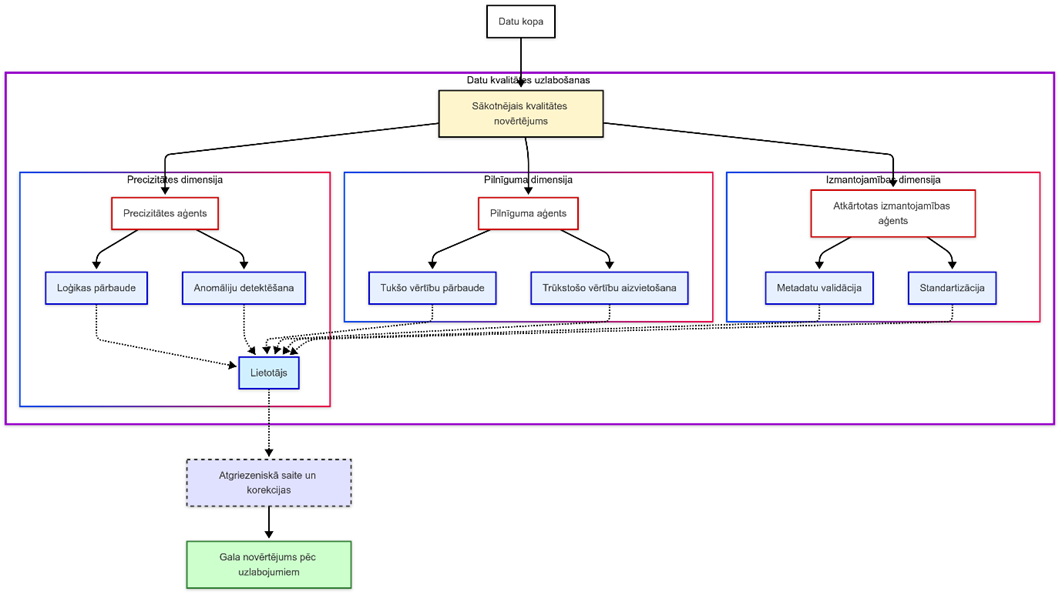 Datu kopa
Datu kvalitātes uzlabošanas
Sākotnējais kvalitātes
novērtējums
Precizitātes dimensija
Pilnīguma dimensija
Izmantojamības dimensija
Precizitātes aģents
Pilnīguma aģents
Atkārtotas izmantojamības
aģents
Loģikas pārbaude
Anomāliju detektēšana
Tukšo vērtību pārbaude
Trūkstošo vērtību aizvietošana
Metadatu validācija
Standartizācija
Lietotājs
Atgriezeniskā saite un
korekcijas
Gala novērtējums pēc
uzlabojumiem